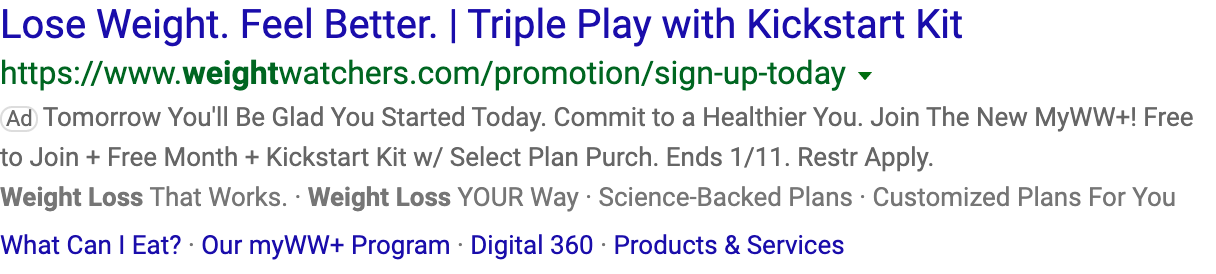 Lose Weight. Feel Better. | Triple Play with Kickstart Kit
https://www.weightwatchers.com/promotion/sign-up-today
Ad Tomorrow You'll Be Glad You Started Today. Commit to a Healthier You. Join The New MyWW+! Free
to Join + Free Month + Kickstart Kit w/ Select Plan Purch. Ends 1/11. Restr Apply.
Weight Loss That Works. · Weight Loss YOUR Way · Science-Backed Plans · Customized Plans For You
What Can I Eat? · Our myWW+ Program · Digital 360 · Products & Services